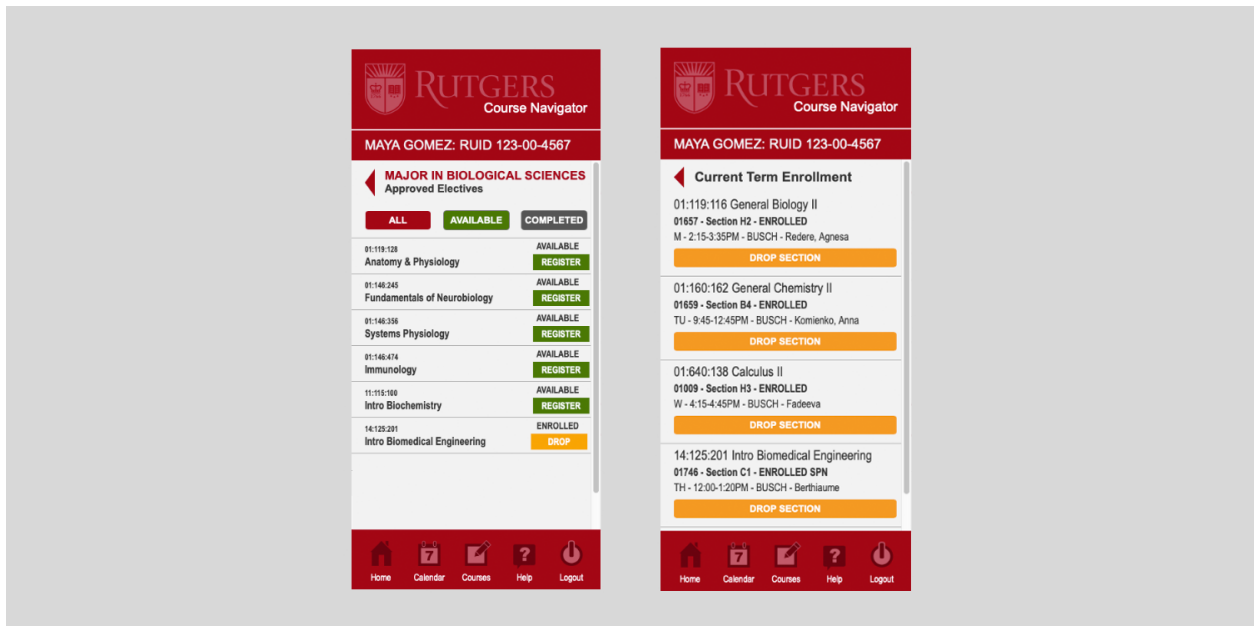 RUTGERS
Course Navigator
MAYA GOMEZ: RUID 123-00-4567
MAJOR IN BIOLOGICAL SCIENCES
Approved Electives
ALL AVAILABLE COMPLETED
01:119:128 AVAILABLE
Anatomy & Physiology REGISTER
01:146:245 AVAILABLE
Fundamentals of Neurobiology REGISTER
01:146:356 AVAILABLE
Systems Physiology REGISTER
01:146:474 AVAILABLE
Immunology REGISTER
11:115:100 AVAILABLE
Intro Biochemistry REGISTER
14:125:201 ENROLLED
Intro Biomedical Engineering DROP
7 ?
Home Calendar Courses Help Logout
RUTGERS
Course Navigator
MAYA GOMEZ: RUID 123-00-4567
Current Term Enrollment
01:119:116 General Biology II
01657 - Section H2 - ENROLLED
M - 2:15-3:35PM - BUSCH - Redere, Agnesa
DROP SECTION
01:160:162 General Chemistry II
01659 - Section B4 - ENROLLED
TU - 9:45-12:45PM - BUSCH - Komienko, Anna
DROP SECTION
01:640:138 Calculus II
01009 - Section H3 - ENROLLED
W - 4:15-4:45PM - BUSCH - Fadeeva
DROP SECTION
14:125:201 Intro Biomedical Engineering
01746 - Section C1 - ENROLLED SPN
TH - 12:00-1:20PM - BUSCH - Berthiaume
DROP SECTION
7 ?
Home Calendar Courses Help Logout